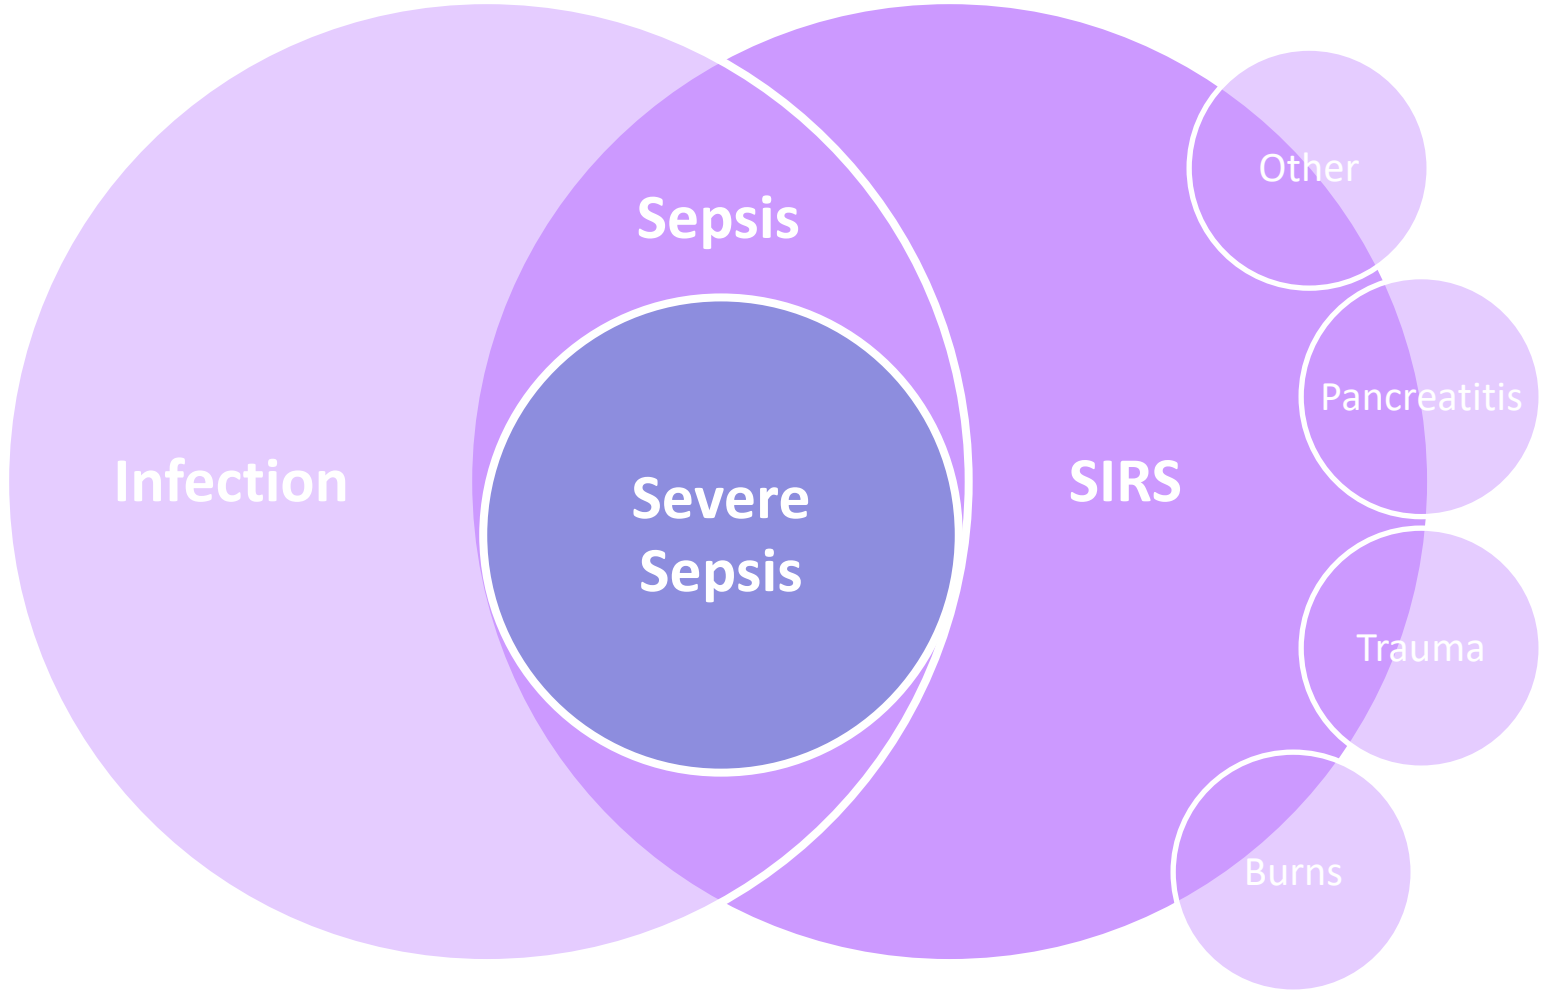 Other
Sepsis
Pancreatitis
Infection
SIRS
Severe
Sepsis
Trauma
Burns